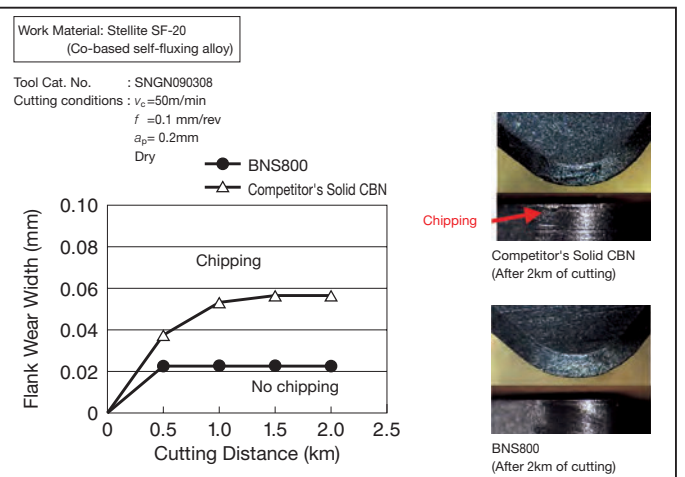 Work Material: Stellite SF-20
(Co-based self-fluxing alloy)
Tool Cat. No. : SNGN090308
Cutting conditions : vc=50m/min
f =0.1 mm/rev
ap= 0.2mm
Dry
BNS800
Competitor's Solid CBN
0.10
0.08
0.06
0.04
0.02
0
Flank Wear Width (mm)
Chipping
No chipping
0 0.5 1.0 1.5 2.0 2.5
Cutting Distance (km)
Chipping
Competitor's Solid CBN
(After 2km of cutting)
BNS800
(After 2km of cutting)